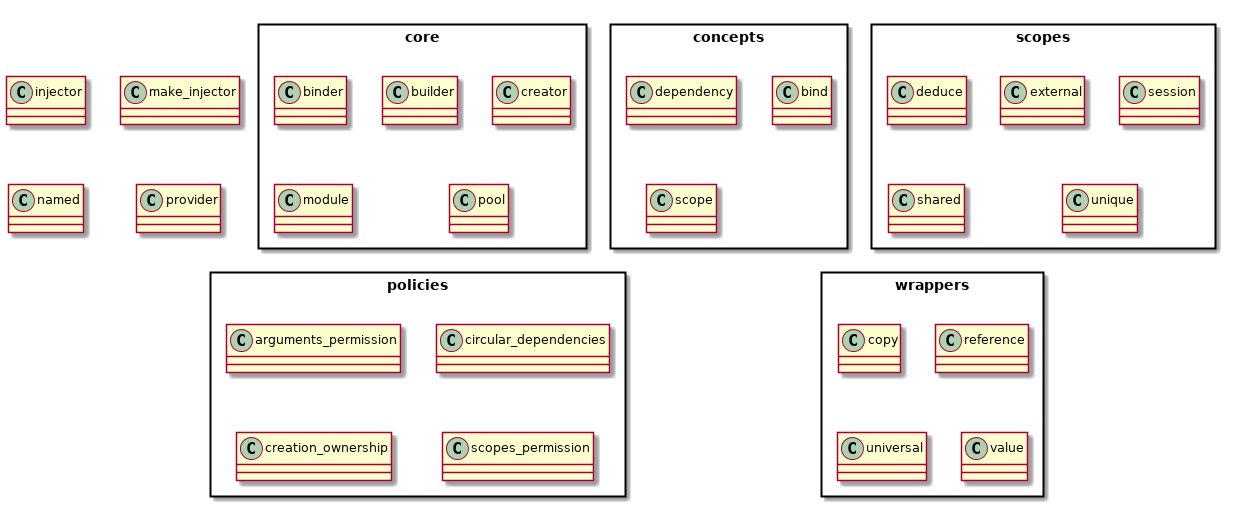 core
concepts
scopes
C injector
C make_injector
C binder
C builder
C creator
C dependency
C bind
C deduce
C external
C session
C named
C provider
C module
C pool
C scope
C shared
C unique
policies
wrappers
C arguments_permission
C circular_dependencies
C copy
C reference
C creation_ownership
C scopes_permission
C universal
C value